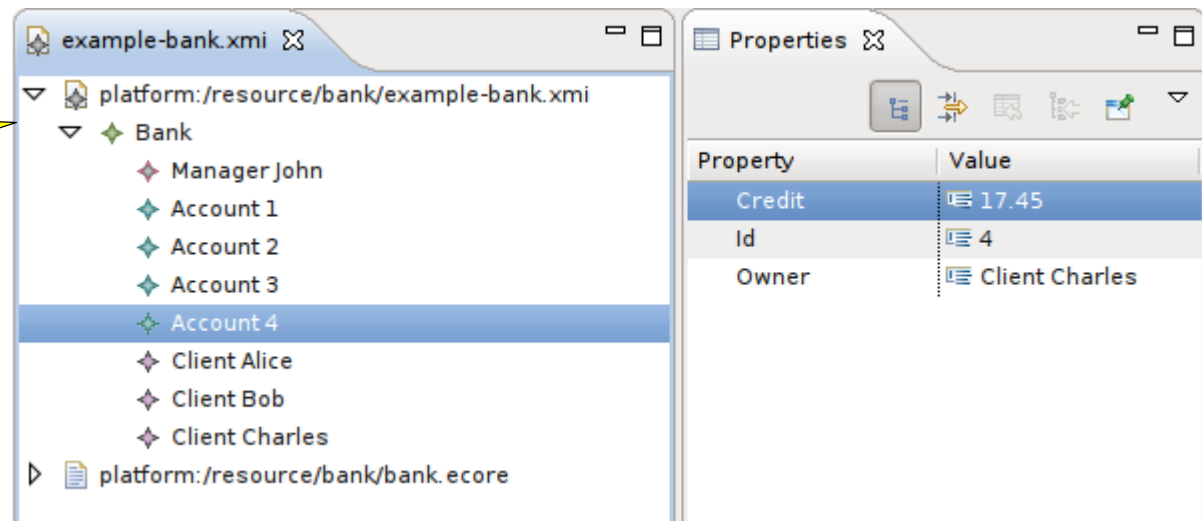 example-bank.xmi
platform:/resource/bank/example-bank.xmi
Bank
Manager John
Account 1
Account 2
Account 3
Account 4
Client Alice
Client Bob
Client Charles
platform:/resource/bank/bank.ecore
Properties
Property Value
Credit 17.45
Id 4
Owner Client Charles